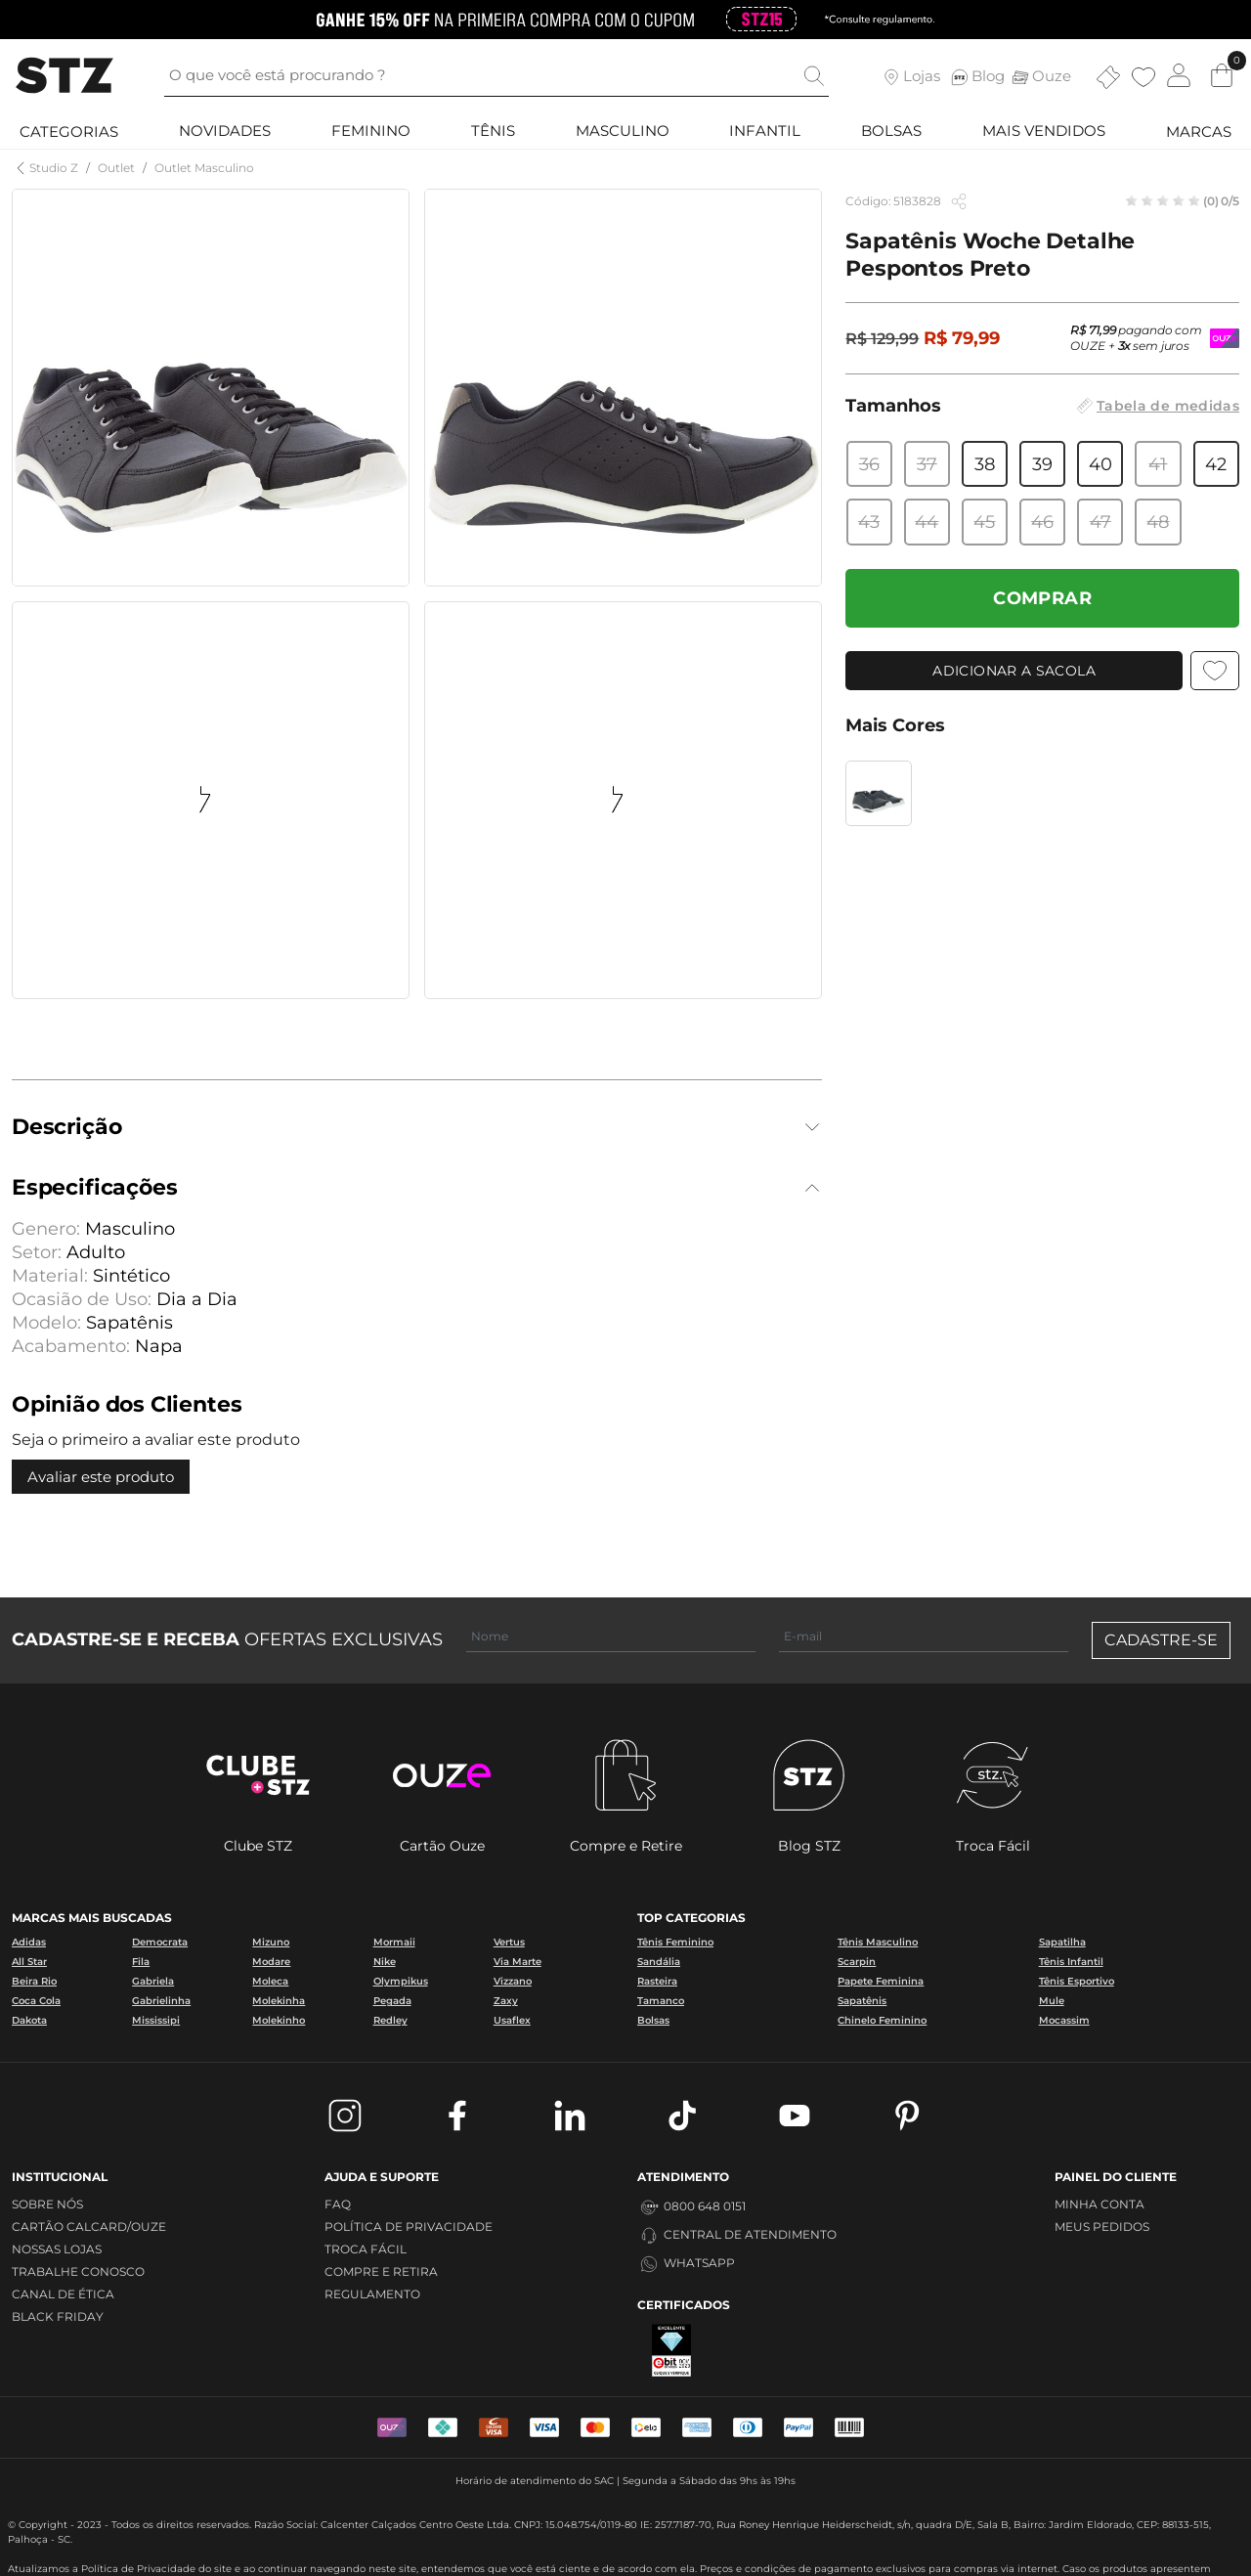 GANHE 15% OFF NA PRIMEIRA COMPRA COM O CUPOM STZ15 *Consulte regulamento.
STZ
O que você está procurando ?
Lojas
STZ Blog
Ouze
0
CATEGORIAS NOVIDADES FEMININO TÊNIS MASCULINO INFANTIL BOLSAS MAIS VENDIDOS MARCAS
Studio Z / Outlet / Outlet Masculino
Código: 5183828
(0) 0/5
Sapatênis Woche Detalhe
Pespontos Preto
R$ 129,99 R$ 79,99
R$ 71,99 pagando com
OUZE + 3x sem juros
OUZE
Tamanhos
Tabela de medidas
36 37 38 39 40 41 42
43 44 45 46 47 48
COMPRAR
ADICIONAR A SACOLA
Mais Cores
Descrição
Especificações
Genero: Masculino
Setor: Adulto
Material: Sintético
Ocasião de Uso: Dia a Dia
Modelo: Sapatênis
Acabamento: Napa
Opinião dos Clientes
Seja o primeiro a avaliar este produto
Avaliar este produto
CADASTRE-SE E RECEBA OFERTAS EXCLUSIVAS
Nome
E-mail
CADASTRE-SE
CLUBE
+STZ
ouze
STZ
stz.
Clube STZ
Cartão Ouze
Compre e Retire
Blog STZ
Troca Fácil
MARCAS MAIS BUSCADAS
Adidas Democrata Mizuno Mormaii Vertus
All Star Fila Modare Nike Via Marte
Beira Rio Gabriela Moleca Olympikus Vizzano
Coca Cola Gabrielinha Molekinha Pegada Zaxy
Dakota Mississipi Molekinho Redley Usaflex
TOP CATEGORIAS
Tênis Feminino Tênis Masculino Sapatilha
Sandália Scarpin Tênis Infantil
Rasteira Papete Feminina Tênis Esportivo
Tamanco Sapatênis Mule
Bolsas Chinelo Feminino Mocassim
INSTITUCIONAL
SOBRE NÓS
CARTÃO CALCARD/OUZE
NOSSAS LOJAS
TRABALHE CONOSCO
CANAL DE ÉTICA
BLACK FRIDAY
AJUDA E SUPORTE
FAQ
POLÍTICA DE PRIVACIDADE
TROCA FÁCIL
COMPRE E RETIRA
REGULAMENTO
ATENDIMENTO
0800 648 0151
CENTRAL DE ATENDIMENTO
WHATSAPP
CERTIFICADOS
EXCELENTE
ebit
CLIQUE E VERIFIQUE
PAINEL DO CLIENTE
MINHA CONTA
MEUS PEDIDOS
OUZE
VISA
VISA
elo
PayPal
Horário de atendimento do SAC | Segunda a Sábado das 9hs às 19hs
© Copyright - 2023 - Todos os direitos reservados. Razão Social: Calcenter Calçados Centro Oeste Ltda. CNPJ: 15.048.754/0119-80 IE: 257.7187-70, Rua Roney Henrique Heiderscheidt, s/n, quadra D/E, Sala B, Bairro: Jardim Eldorado, CEP: 88133-515,
Palhoça - SC.
Atualizamos a Política de Privacidade do site e ao continuar navegando neste site, entendemos que você está ciente e de acordo com ela. Preços e condições de pagamento exclusivos para compras via internet. Caso os produtos apresentem